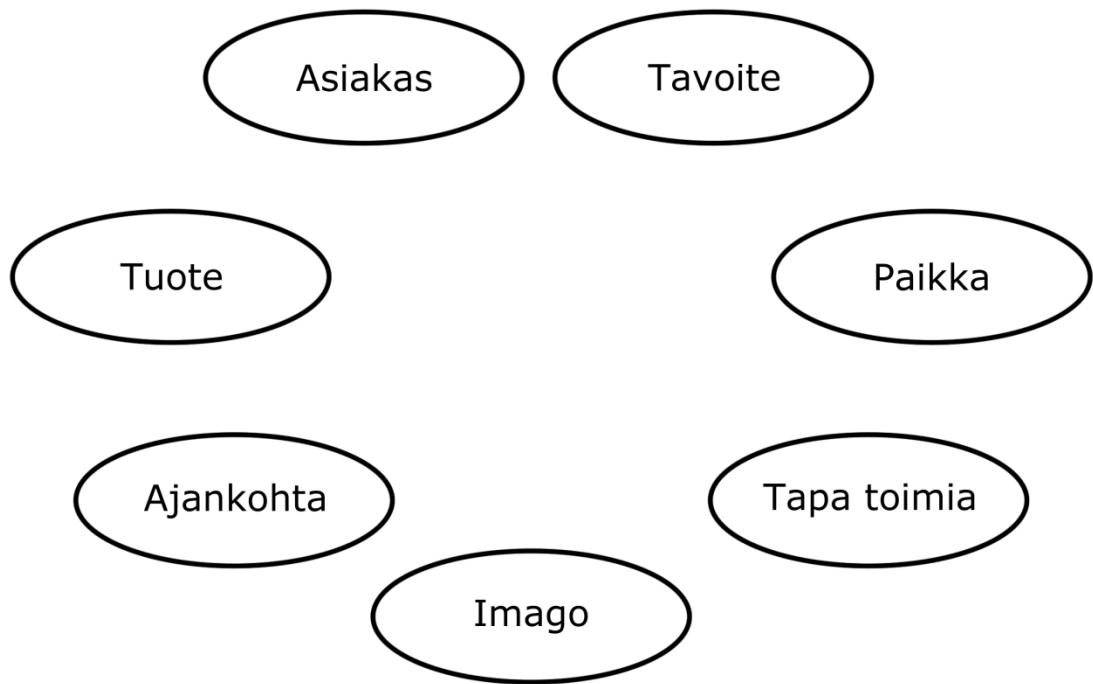 Asiakas
Tavoite
Tuote
Paikka
Ajankohta
Tapa toimia
Imago